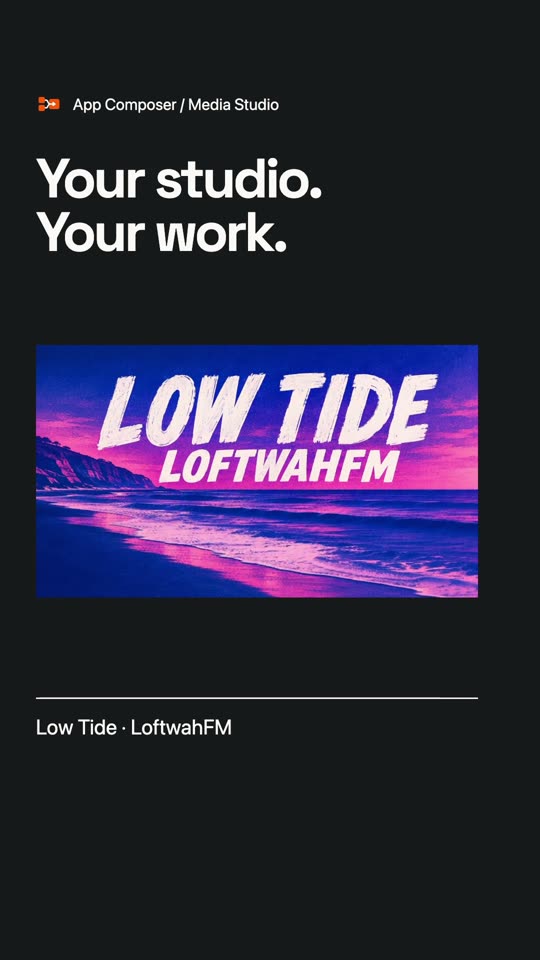 App Composer / Media Studio
Your studio.
Your work.
LOW TIDE
LOFTWAHFM
Low Tide · LoftwahFM